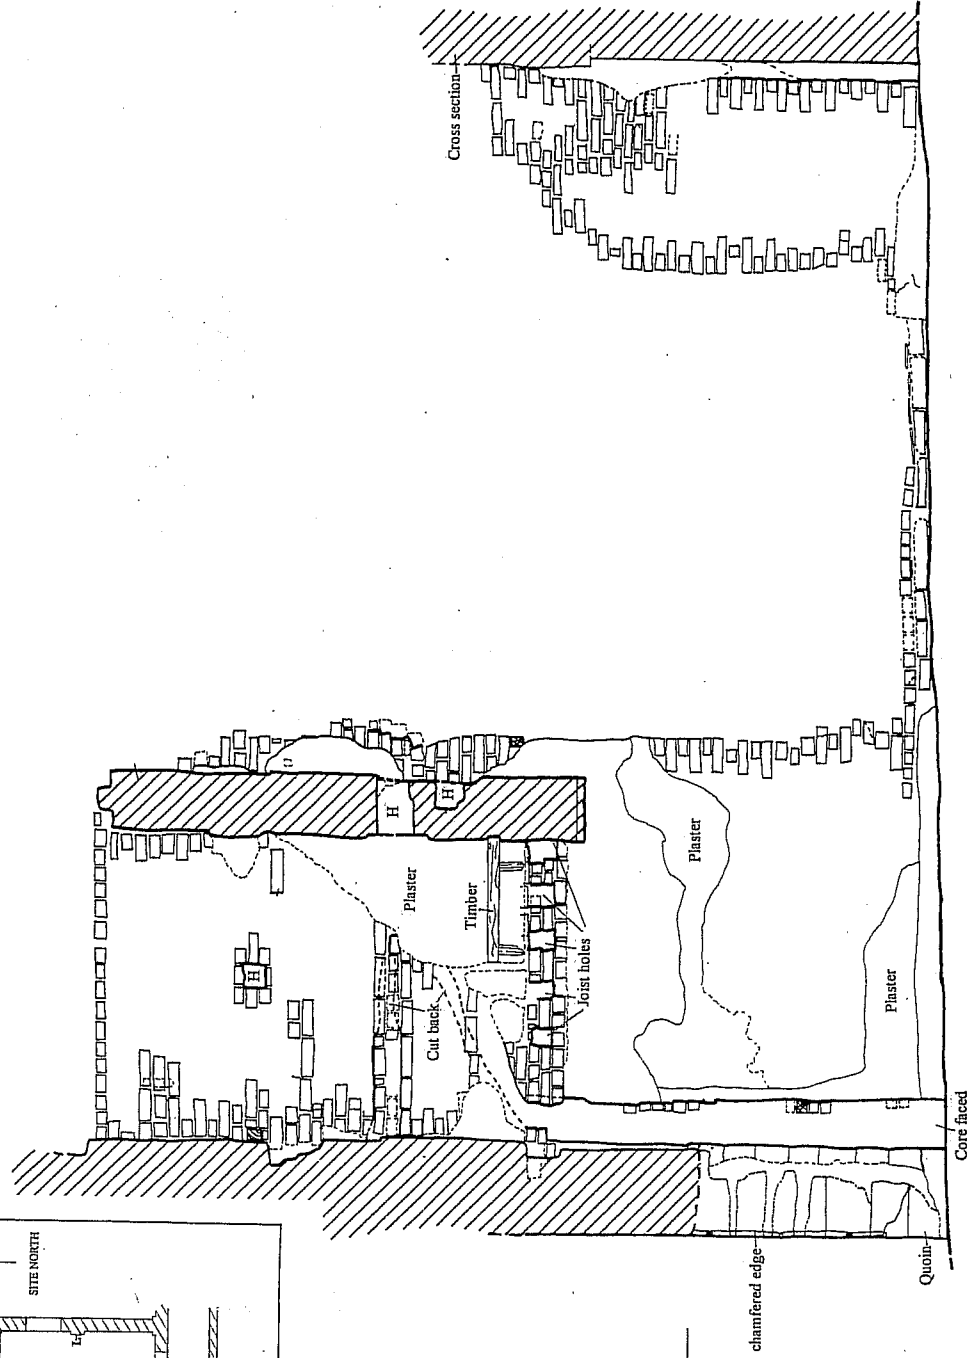 Cross section
H
H
H
Plaster
Timber
Cut back
Joist holes
Plaster
Plaster
Core faced
Quoin
chamfered edge
SITE NORTH
L